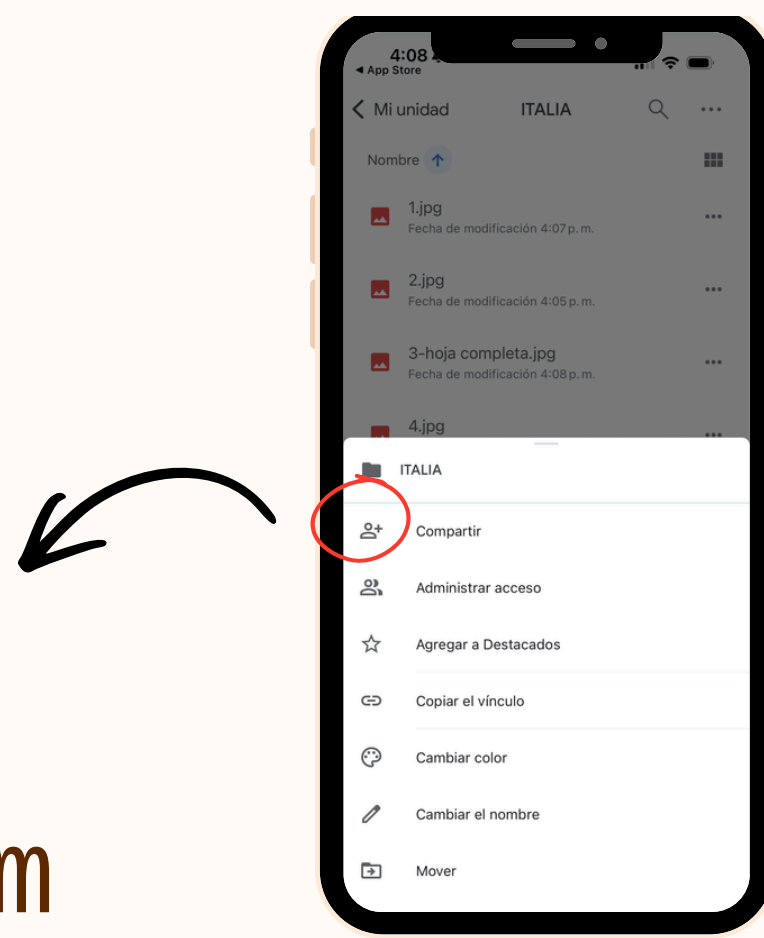 4:08
◀ App Store
Mi unidad ITALIA
Nombre
1.jpg
Fecha de modificación 4:07 p. m.
2.jpg
Fecha de modificación 4:05 p. m.
3-hoja completa.jpg
Fecha de modificación 4:08 p. m.
4.jpg
ITALIA
Compartir
Administrar acceso
Agregar a Destacados
Copiar el vínculo
Cambiar color
Cambiar el nombre
Mover
m